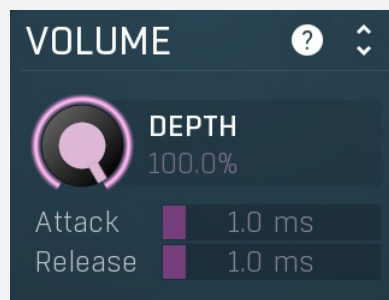 VOLUME ?
DEPTH
100.0%
Attack 1.0 ms
Release 1.0 ms